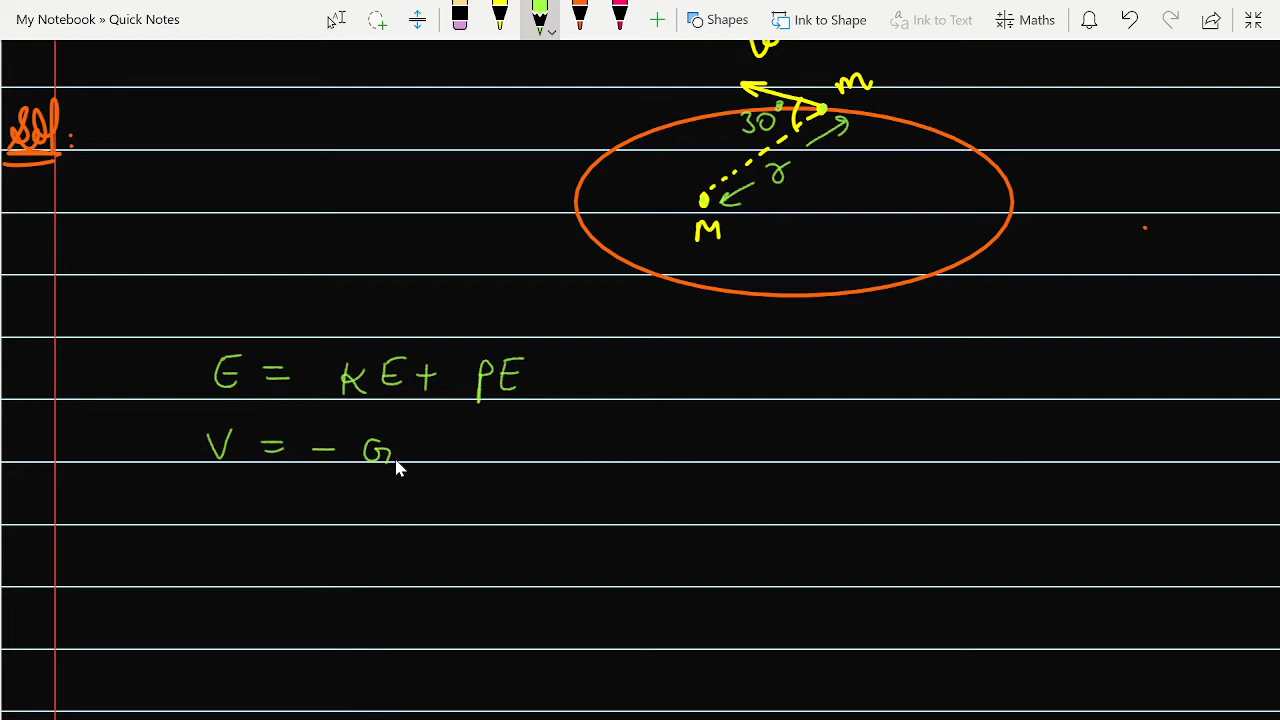 My Notebook » Quick Notes Shapes Ink to Shape Ink to Text Maths
m
Sol :
30°
r
M
E = KE + PE
V = - G